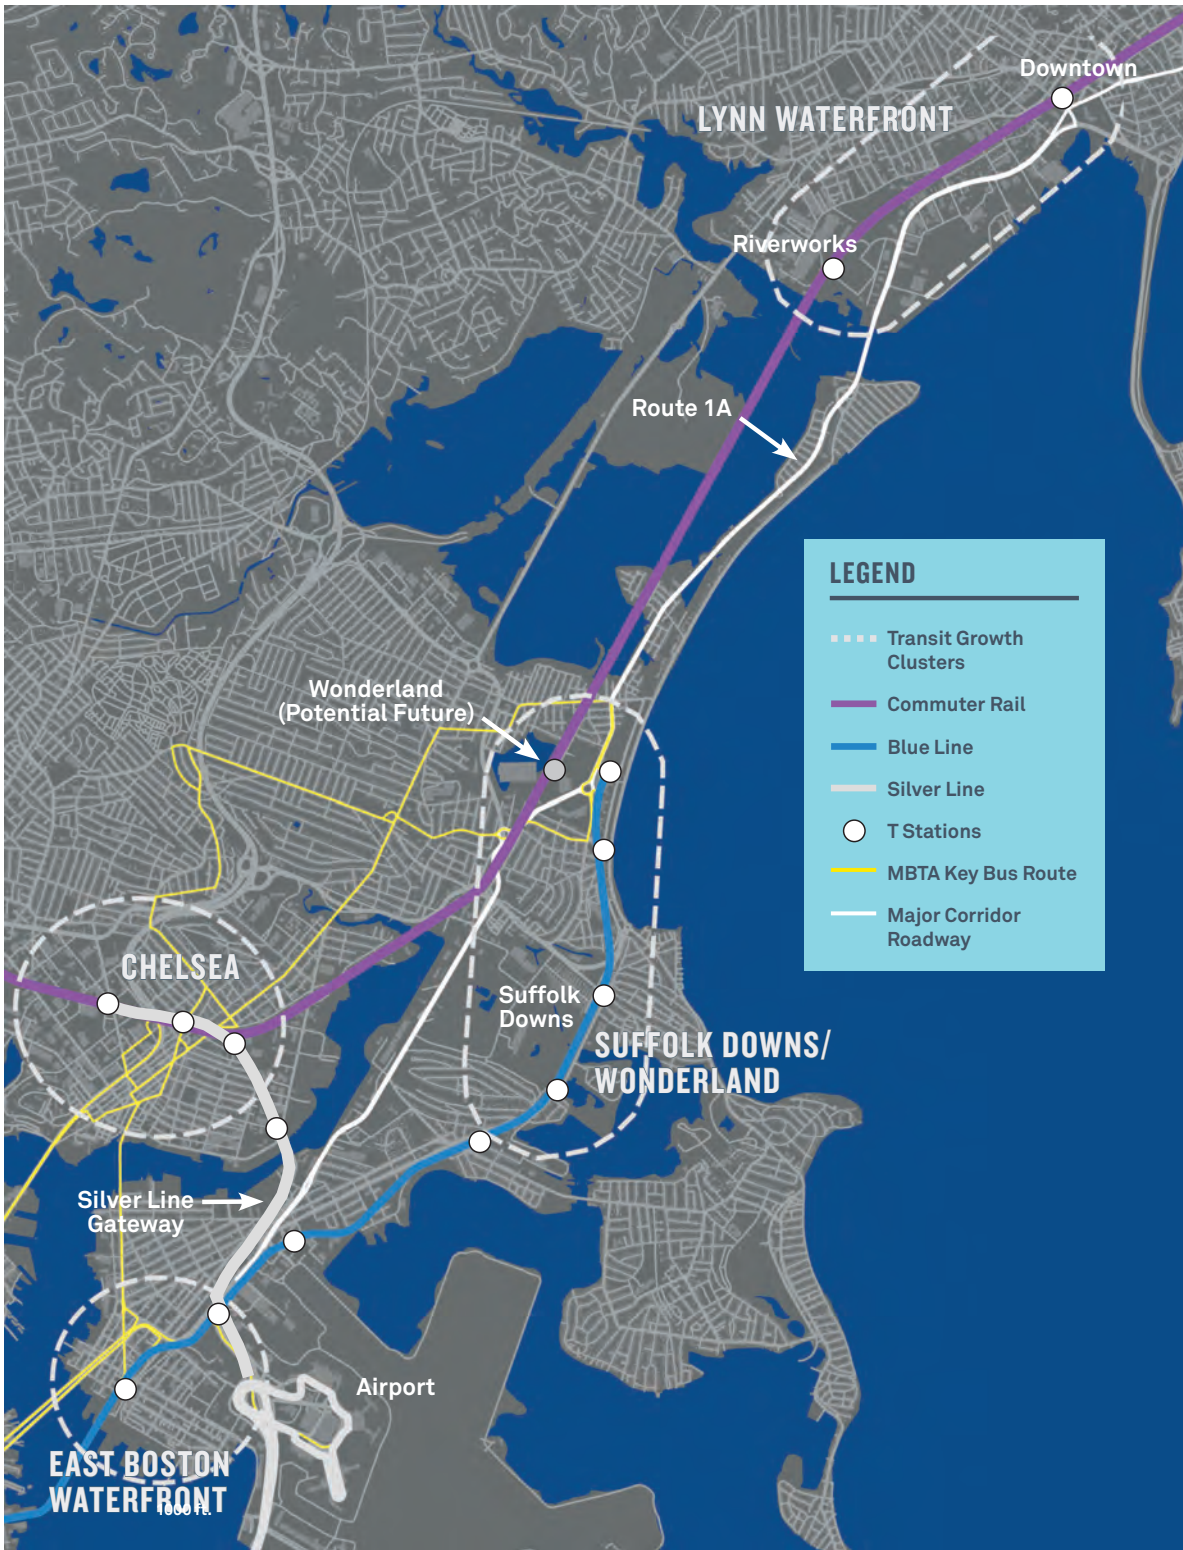 Downtown
LYNN WATERFRONT
Riverworks
Route 1A
LEGEND
Transit Growth
Clusters
Commuter Rail
Blue Line
Silver Line
T Stations
MBTA Key Bus Route
Major Corridor
Roadway
Wonderland
(Potential Future)
CHELSEA
Suffolk
Downs
SUFFOLK DOWNS/
WONDERLAND
Silver Line
Gateway
Airport
EAST BOSTON
WATERFRONT
1000 ft.